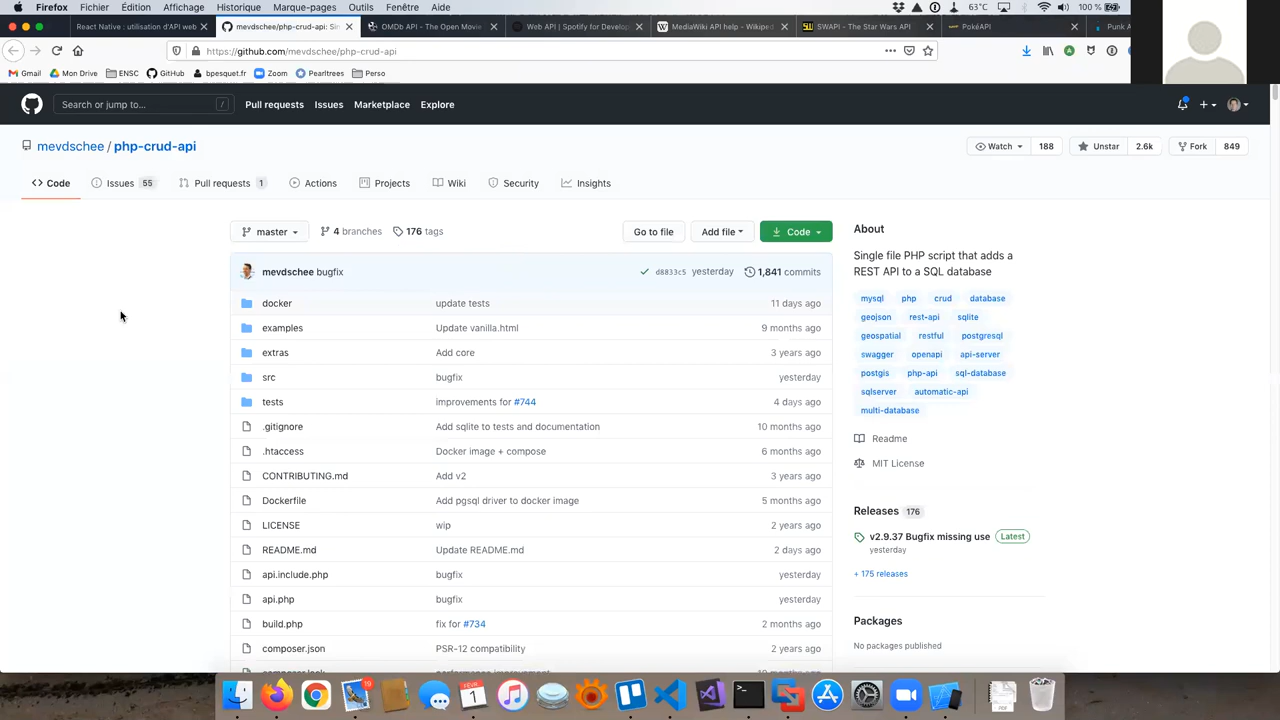 Firefox Fichier Édition Affichage Historique Marque-pages Outils Fenêtre Aide 63°C 100 %
React Native : utilisation d'API web mevdschee/php-crud-api: Sin OMDb API - The Open Movie Web API | Spotify for Develop MediaWiki API help – Wikiped SWAPI - The Star Wars API PokéAPI Punk A
https://github.com/mevdschee/php-crud-api
Gmail Mon Drive ENSC GitHub bpesquet.fr Zoom Pearltrees Perso
Search or jump to... / Pull requests Issues Marketplace Explore
mevdschee / php-crud-api Watch 188 Unstar 2.6k Fork 849
Code Issues 55 Pull requests 1 Actions Projects Wiki Security Insights
master 4 branches 176 tags Go to file Add file Code
mevdschee bugfix d8833c5 yesterday 1,841 commits
docker update tests 11 days ago
examples Update vanilla.html 9 months ago
extras Add core 3 years ago
src bugfix yesterday
tests improvements for #744 4 days ago
.gitignore Add sqlite to tests and documentation 10 months ago
.htaccess Docker image + compose 6 months ago
CONTRIBUTING.md Add v2 3 years ago
Dockerfile Add pgsql driver to docker image 5 months ago
LICENSE wip 2 years ago
README.md Update README.md 2 days ago
api.include.php bugfix yesterday
api.php bugfix yesterday
build.php fix for #734 2 months ago
composer.json PSR-12 compatibility 2 years ago
composer.lock performance improvement 10 months ago
About
Single file PHP script that adds a
REST API to a SQL database
mysql php crud database
geojson rest-api sqlite
geospatial restful postgresql
swagger openapi api-server
postgis php-api sql-database
sqlserver automatic-api
multi-database
Readme
MIT License
Releases 176
v2.9.37 Bugfix missing use Latest
yesterday
+ 175 releases
Packages
No packages published